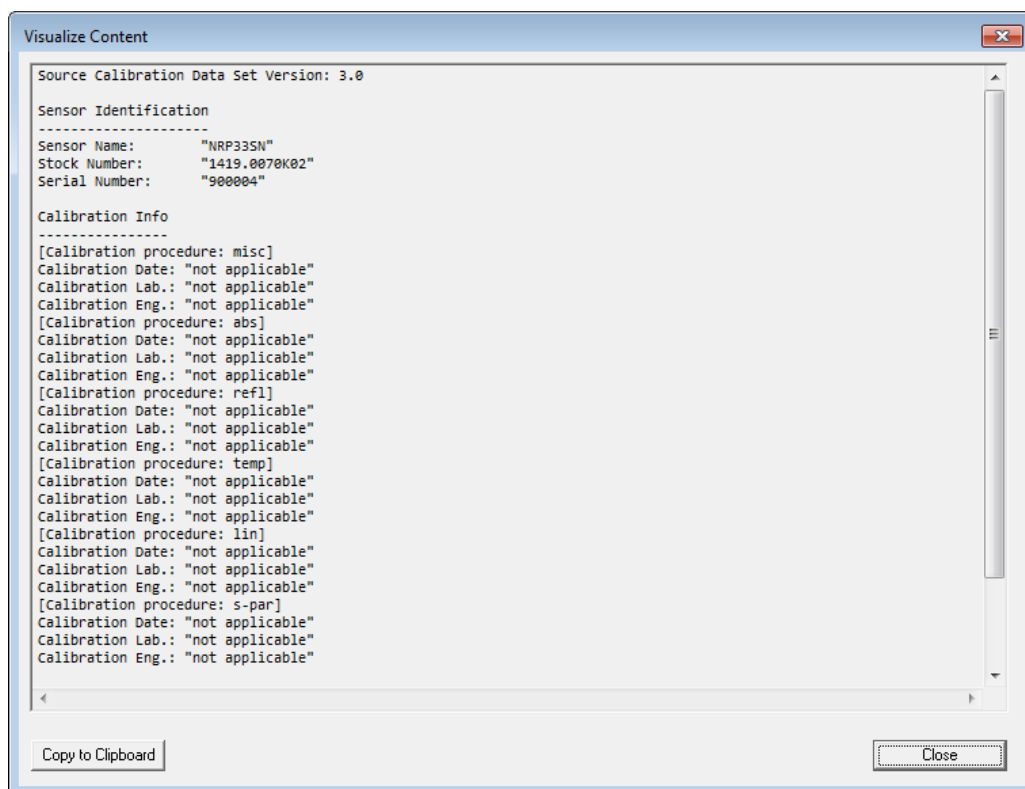 Visualize Content
Source Calibration Data Set Version: 3.0
Sensor Identification
---------------------
Sensor Name: "NRP33SN"
Stock Number: "1419.0070K02"
Serial Number: "900004"
Calibration Info
----------------
[Calibration procedure: misc]
Calibration Date: "not applicable"
Calibration Lab.: "not applicable"
Calibration Eng.: "not applicable"
[Calibration procedure: abs]
Calibration Date: "not applicable"
Calibration Lab.: "not applicable"
Calibration Eng.: "not applicable"
[Calibration procedure: refl]
Calibration Date: "not applicable"
Calibration Lab.: "not applicable"
Calibration Eng.: "not applicable"
[Calibration procedure: temp]
Calibration Date: "not applicable"
Calibration Lab.: "not applicable"
Calibration Eng.: "not applicable"
[Calibration procedure: lin]
Calibration Date: "not applicable"
Calibration Lab.: "not applicable"
Calibration Eng.: "not applicable"
[Calibration procedure: s-par]
Calibration Date: "not applicable"
Calibration Lab.: "not applicable"
Calibration Eng.: "not applicable"
Copy to Clipboard
Close